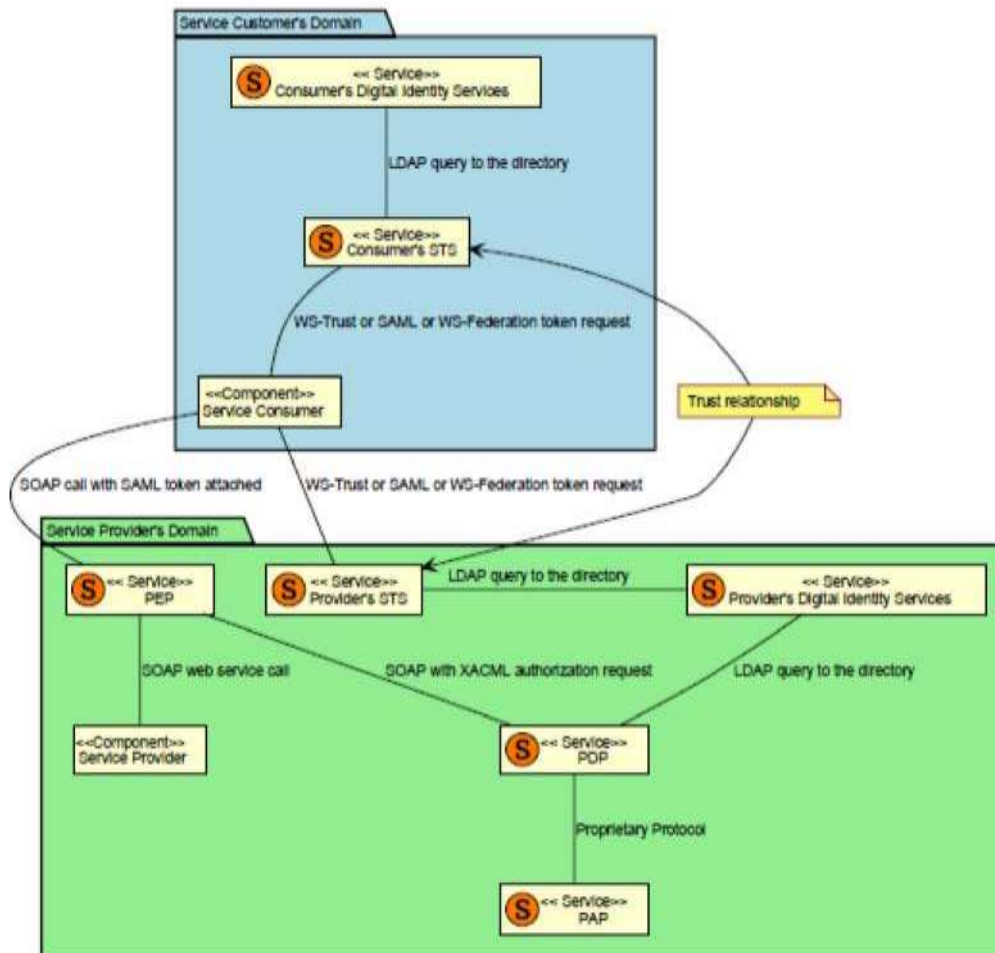 Service Customer's Domain
S
<< Service>>
Consumer's Digital Identity Services
LDAP query to the directory
S
<< Service>>
Consumer's STS
WS-Trust or SAML or WS-Federation token request
<<Component>>
Service Consumer
Trust relationship
SOAP call with SAML token attached
WS-Trust or SAML or WS-Federation token request
Service Provider's Domain
S
<< Service>>
PEP
S
<< Service>>
Provider's STS
LDAP query to the directory
S
<< Service>>
Provider's Digital Identity Services
SOAP web service call
SOAP with XACML authorization request
LDAP query to the directory
<<Component>>
Service Provider
S
<< Service>>
PDP
Proprietary Protocol
S
<< Service>>
PAP